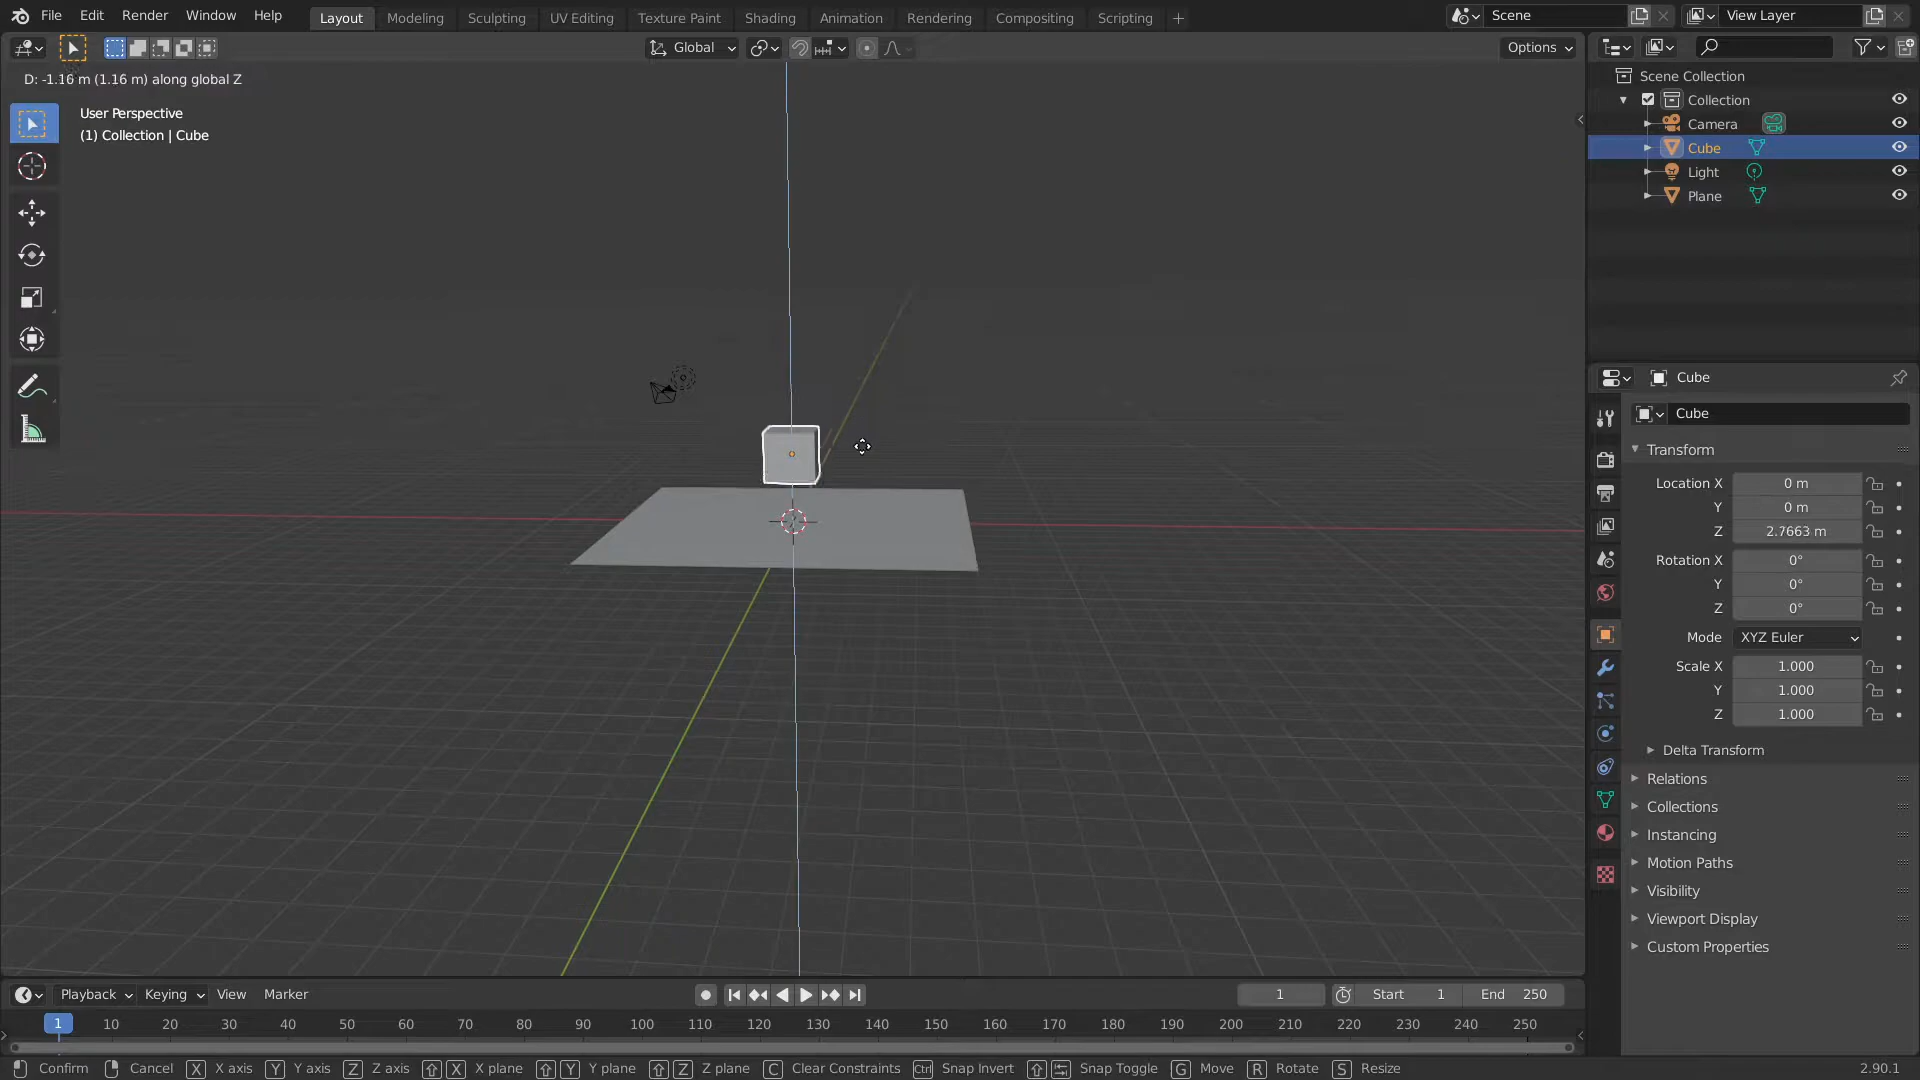 File Edit Render Window Help Layout Modeling Sculpting UV Editing Texture Paint Shading Animation Rendering Compositing Scripting + Scene View Layer
Global Options
D: -1.16 m (1.16 m) along global Z
User Perspective
(1) Collection | Cube
Scene Collection
Collection
Camera
Cube
Light
Plane
Cube
Cube
Transform
Location X 0 m
Y 0 m
Z 2.7663 m
Rotation X 0°
Y 0°
Z 0°
Mode XYZ Euler
Scale X 1.000
Y 1.000
Z 1.000
Delta Transform
Relations
Collections
Instancing
Motion Paths
Visibility
Viewport Display
Custom Properties
Playback Keying View Marker 1 Start 1 End 250
1 10 20 30 40 50 60 70 80 90 100 110 120 130 140 150 160 170 180 190 200 210 220 230 240 250
Confirm Cancel X X axis Y Y axis Z Z axis X X plane Y Y plane Z Z plane C Clear Constraints Ctrl Snap Invert Snap Toggle G Move R Rotate S Resize 2.90.1